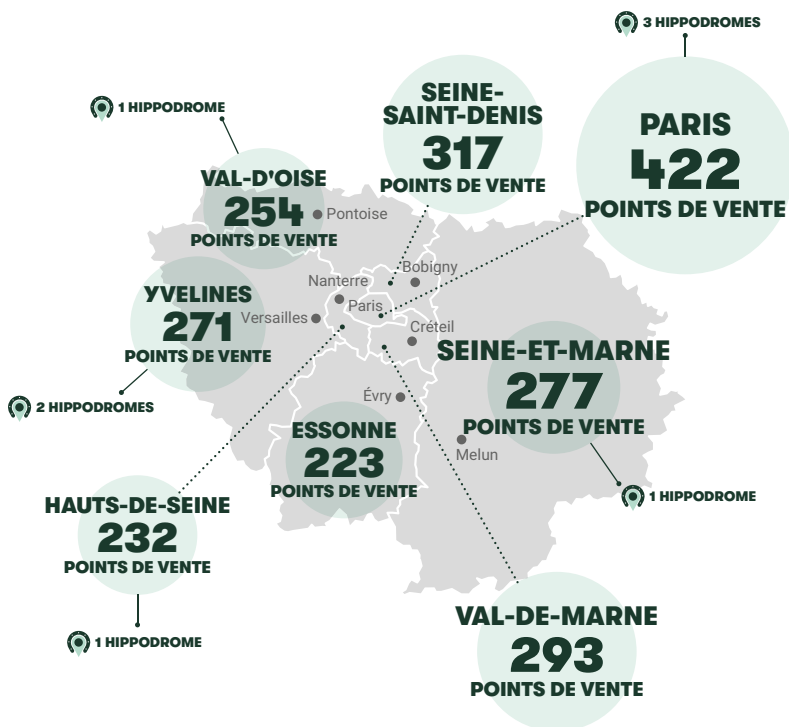 3 HIPPODROMES
PARIS
422
POINTS DE VENTE
SEINE-
SAINT-DENIS
317
POINTS DE VENTE
1 HIPPODROME
VAL-D'OISE
254
POINTS DE VENTE
Pontoise
YVELINES
271
POINTS DE VENTE
2 HIPPODROMES
Nanterre
Bobigny
Paris
Versailles
Créteil
SEINE-ET-MARNE
277
POINTS DE VENTE
1 HIPPODROME
Évry
Melun
ESSONNE
223
POINTS DE VENTE
HAUTS-DE-SEINE
232
POINTS DE VENTE
1 HIPPODROME
VAL-DE-MARNE
293
POINTS DE VENTE